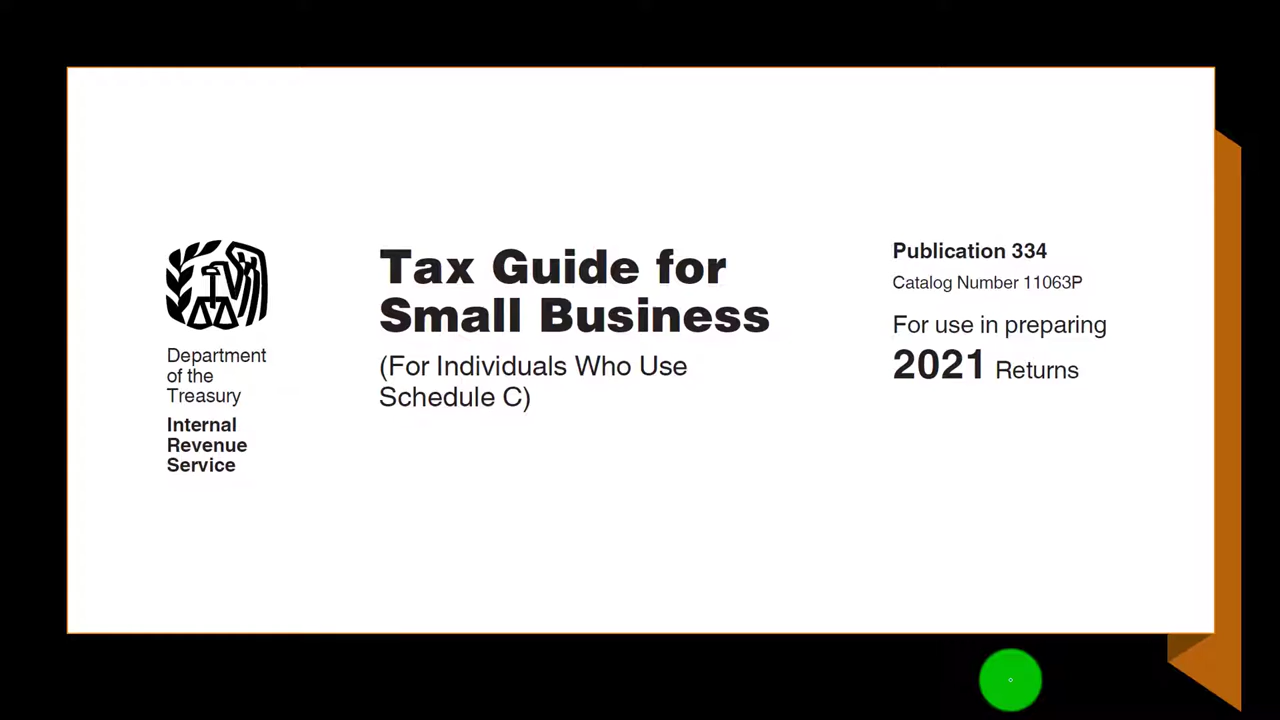 Department
of the
Treasury
Internal
Revenue
Service
Tax Guide for
Small Business
(For Individuals Who Use
Schedule C)
Publication 334
Catalog Number 11063P
For use in preparing
2021 Returns